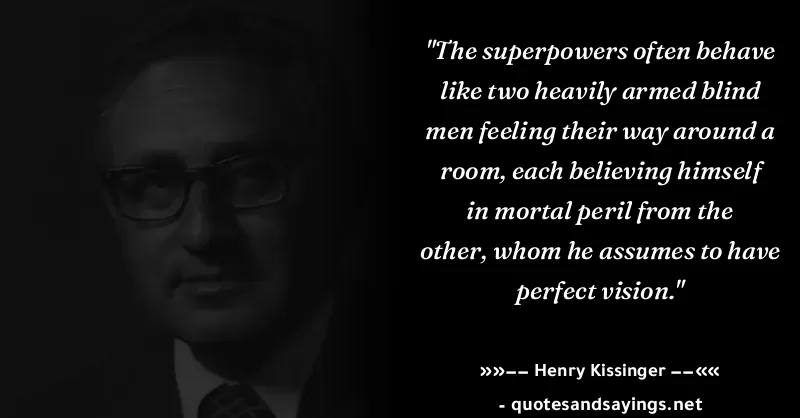 "The superpowers often behave
like two heavily armed blind
men feeling their way around a
room, each believing himself
in mortal peril from the
other, whom he assumes to have
perfect vision."
»»−− Henry Kissinger −−««
- quotesandsayings.net